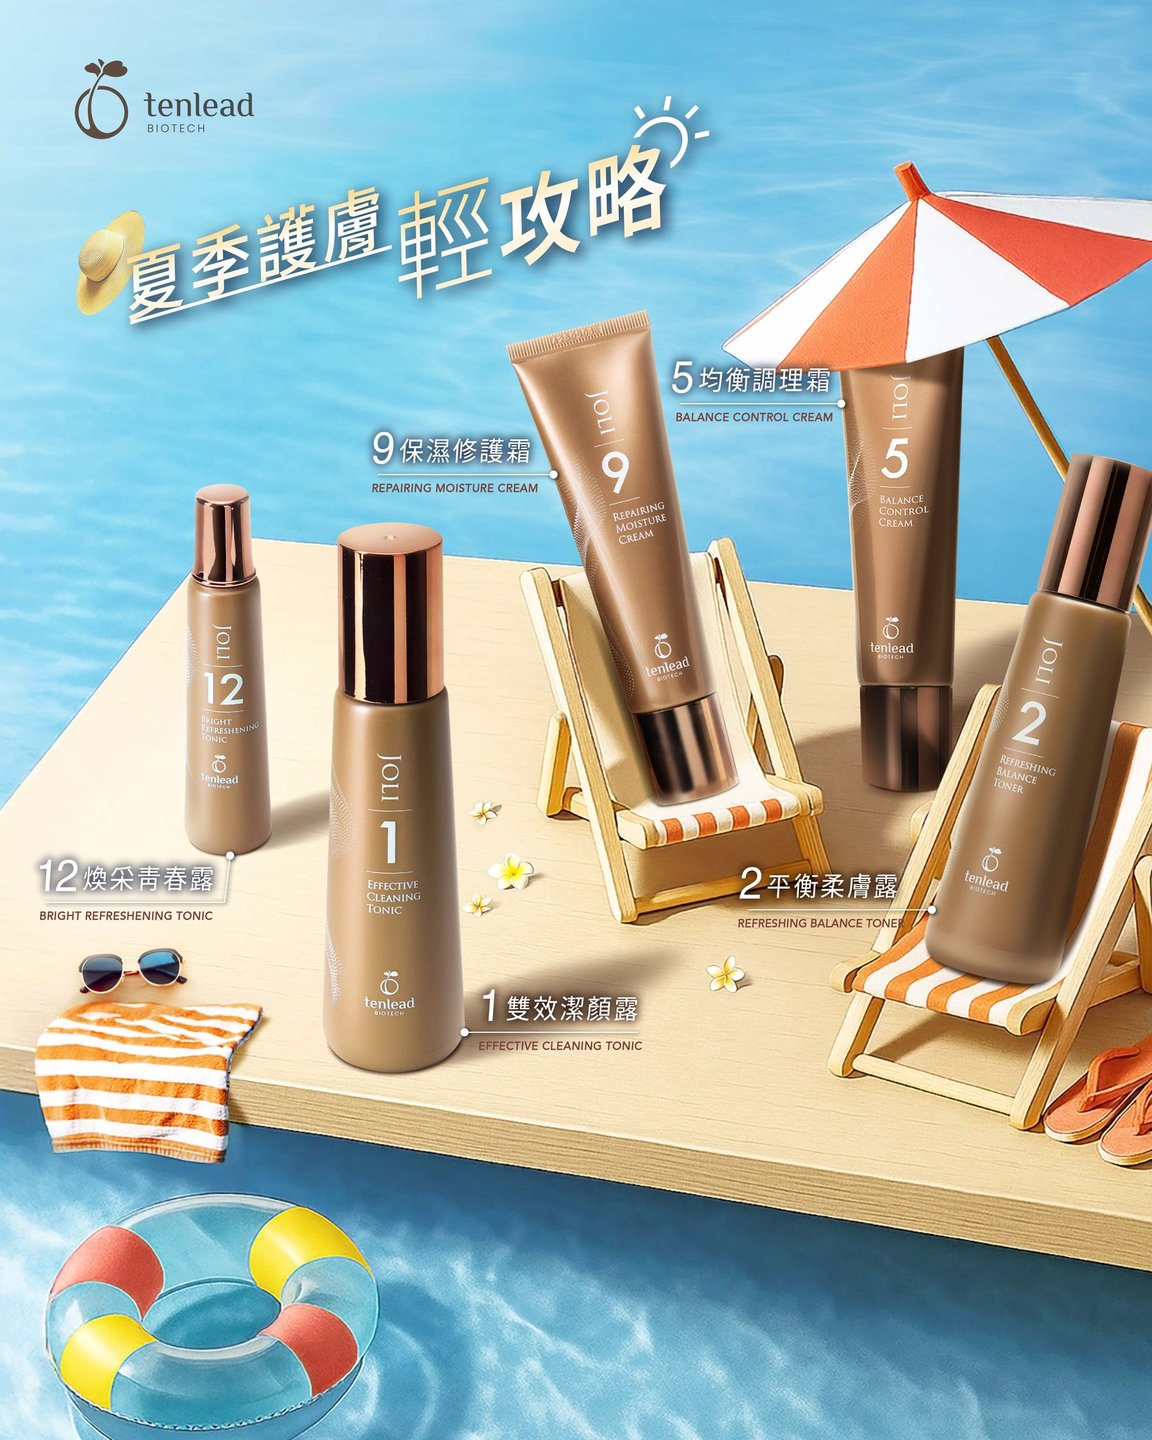 tenlead
BIOTECH
夏季護膚輕攻略
5均衡調理霜
BALANCE CONTROL CREAM
9保濕修護霜
REPAIRING MOISTURE CREAM
JOLI
9
REPAIRING
MOISTURE
CREAM
tenlead
BIOTECH
JOLI
5
BALANCE
CONTROL
CREAM
tenlead
BIOTECH
JOLI
12
BRIGHT
REFRESHENING
TONIC
tenlead
BIOTECH
JOLI
1
EFFECTIVE
CLEANING
TONIC
tenlead
BIOTECH
JOLI
2
REFRESHING
BALANCE
TONER
tenlead
BIOTECH
12煥采青春露
BRIGHT REFRESHENING TONIC
2平衡柔膚露
REFRESHING BALANCE TONER
1雙效潔顏露
EFFECTIVE CLEANING TONIC